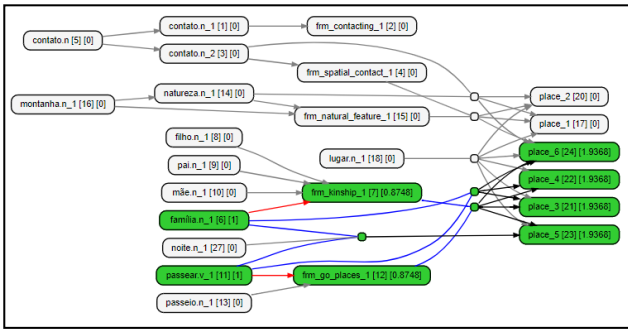 contato.n [5] [0]
contato.n_1 [1] [0]
frm_contacting_1 [2] [0]
contato.n_2 [3] [0]
frm_spatial_contact_1 [4] [0]
montanha.n_1 [16] [0]
natureza.n_1 [14] [0]
frm_natural_feature_1 [15] [0]
place_2 [20] [0]
place_1 [17] [0]
filho.n_1 [8] [0]
pai.n_1 [9] [0]
lugar.n_1 [18] [0]
place_6 [24] [1.9368]
mãe.n_1 [10] [0]
frm_kinship_1 [7] [0.8748]
place_4 [22] [1.9368]
família.n_1 [6] [1]
place_3 [21] [1.9368]
noite.n_1 [27] [0]
place_5 [23] [1.9368]
passear.v_1 [11] [1]
frm_go_places_1 [12] [0.8748]
passeio.n_1 [13] [0]